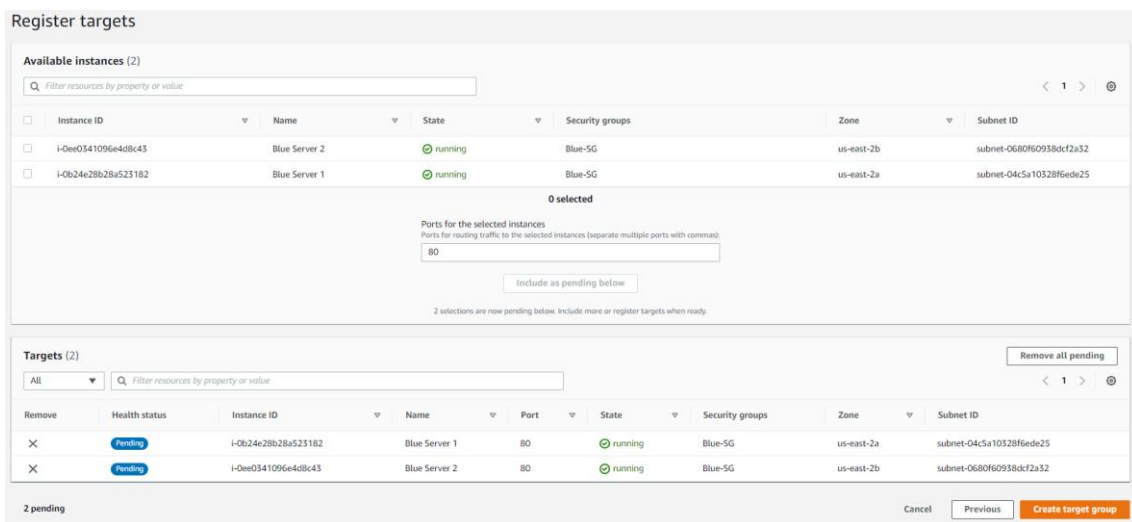 Register targets
Available instances (2)
Filter resources by property or value
< 1 >
Instance ID Name State Security groups Zone Subnet ID
i-0ee0341096e4d8c43 Blue Server 2 running Blue-SG us-east-2b subnet-0680f60938dcf2a32
i-0b24e28b28a523182 Blue Server 1 running Blue-SG us-east-2a subnet-04c5a10328f6ede25
0 selected
Ports for the selected instances
Ports for routing traffic to the selected instances (separate multiple ports with commas):
80
Include as pending below
2 selections are now pending below. Include more or register targets when ready.
Targets (2) Remove all pending
All Filter resources by property or value < 1 >
Remove Health status Instance ID Name Port State Security groups Zone Subnet ID
Pending i-0b24e28b28a523182 Blue Server 1 80 running Blue-SG us-east-2a subnet-04c5a10328f6ede25
Pending i-0ee0341096e4d8c43 Blue Server 2 80 running Blue-SG us-east-2b subnet-0680f60938dcf2a32
2 pending Cancel Previous Create target group